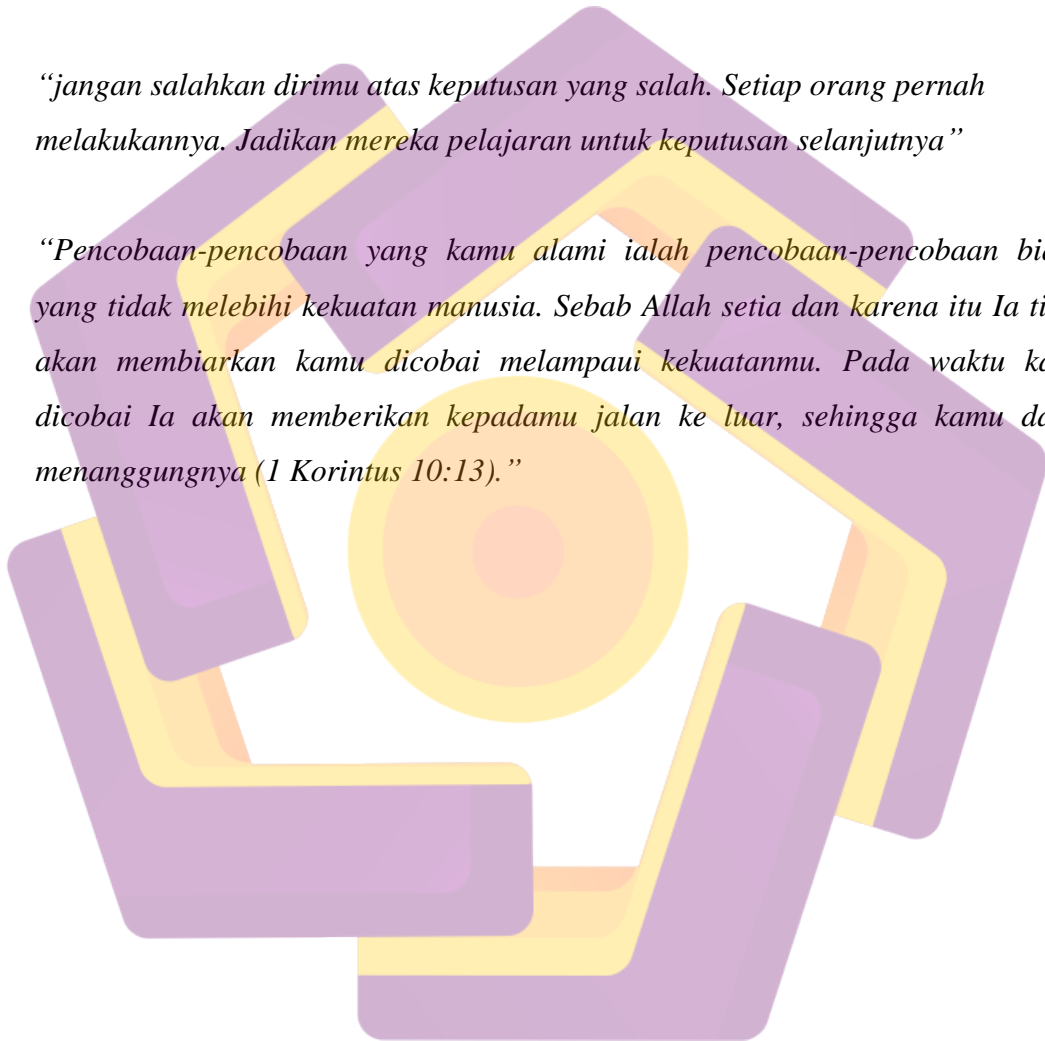 “jangan salahkan dirimu atas keputusan yang salah. Setiap orang pernah
melakukannya. Jadikan mereka pelajaran untuk keputusan selanjutnya”
“Pencobaan-pencobaan yang kamu alami ialah pencobaan-pencobaan
yang tidak melebihi kekuatan manusia. Sebab Allah setia dan karena itu Ia
akan membiarkan kamu dicobai melampaui kekuatanmu. Pada waktu
dicobai Ia akan memberikan kepadamu jalan ke luar, sehingga kamu
menanggungnya (1 Korintus 10:13).”